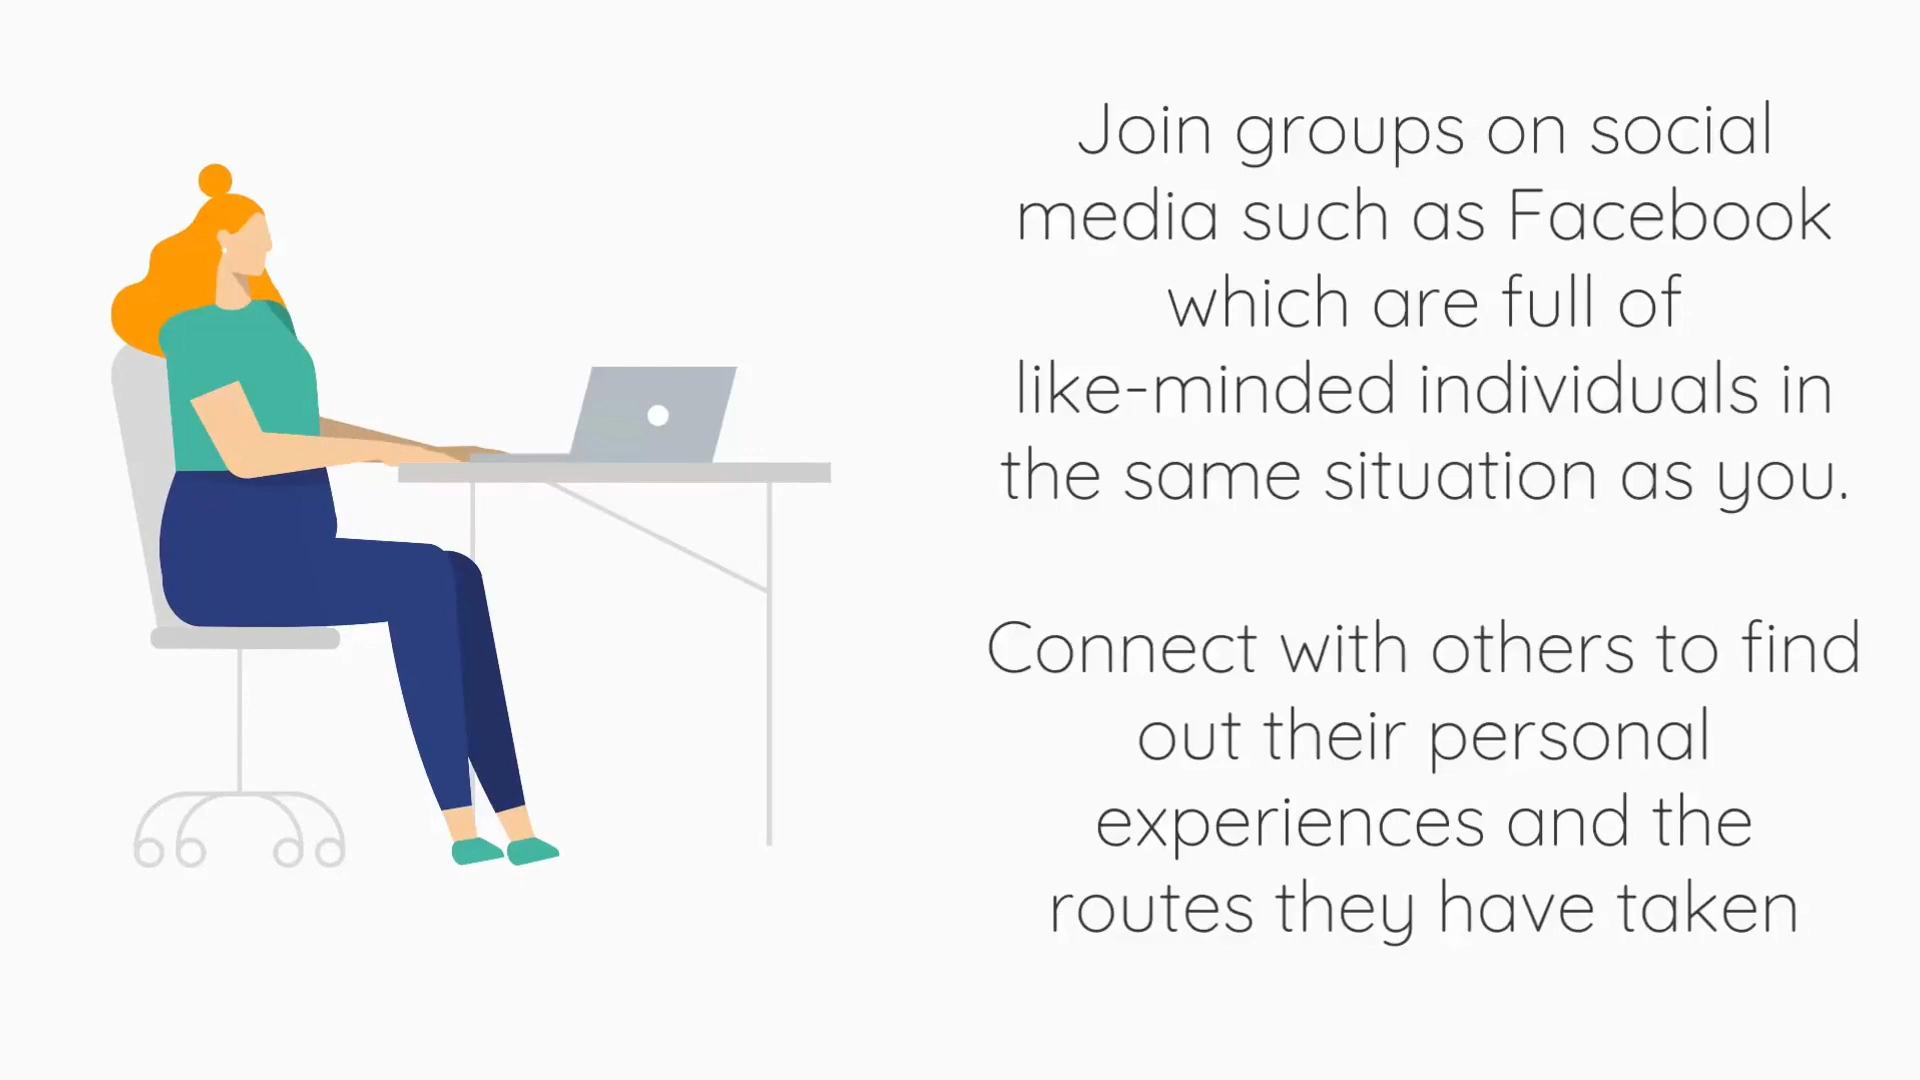 Join groups on social
media such as Facebook
which are full of
like-minded individuals in
the same situation as you.
Connect with others to find
out their personal
experiences and the
routes they have taken